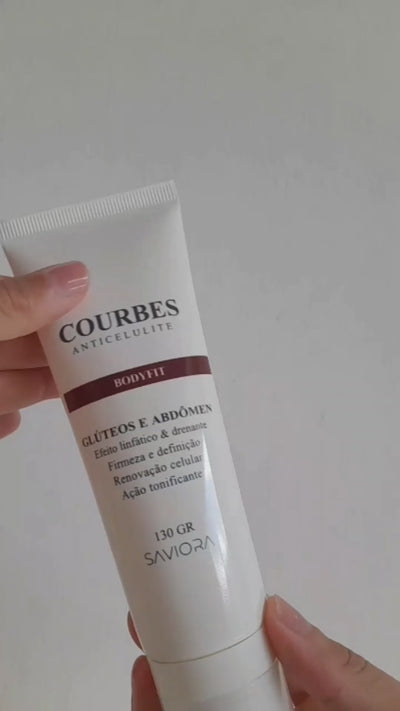 COURBES
ANTICELULITE
BODYFIT
GLÚTEOS E ABDÔMEN
Efeito linfático & drenante
Firmeza e definição
Renovação celular
Ação tonificante
130 GR
SAVIORA